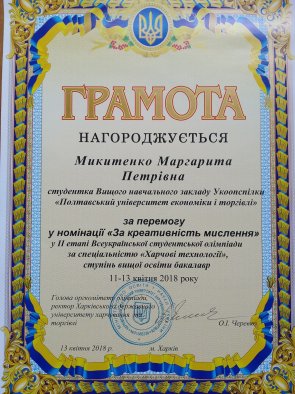 ГРАМОТА
НАГОРОДЖУЄТЬСЯ
Микитенко Маргарита
Петрівна
студентка Вищого навчального закладу Укоопспілки
«Полтавський університет економіки і торгівлі»
за перемогу
у номінації «За креативність мислення»
у ІІ етапі Всеукраїнської студентської олімпіади
за спеціальністю «Харчові технології»,
ступінь вищої освіти бакалавр
11-13 квітня 2018 року
Голова оргкомітету олімпіади,
ректор Харківського державного
університету харчування та
торгівлі
О.І. Черевко
13 квітня 2018 р.
м. Харків